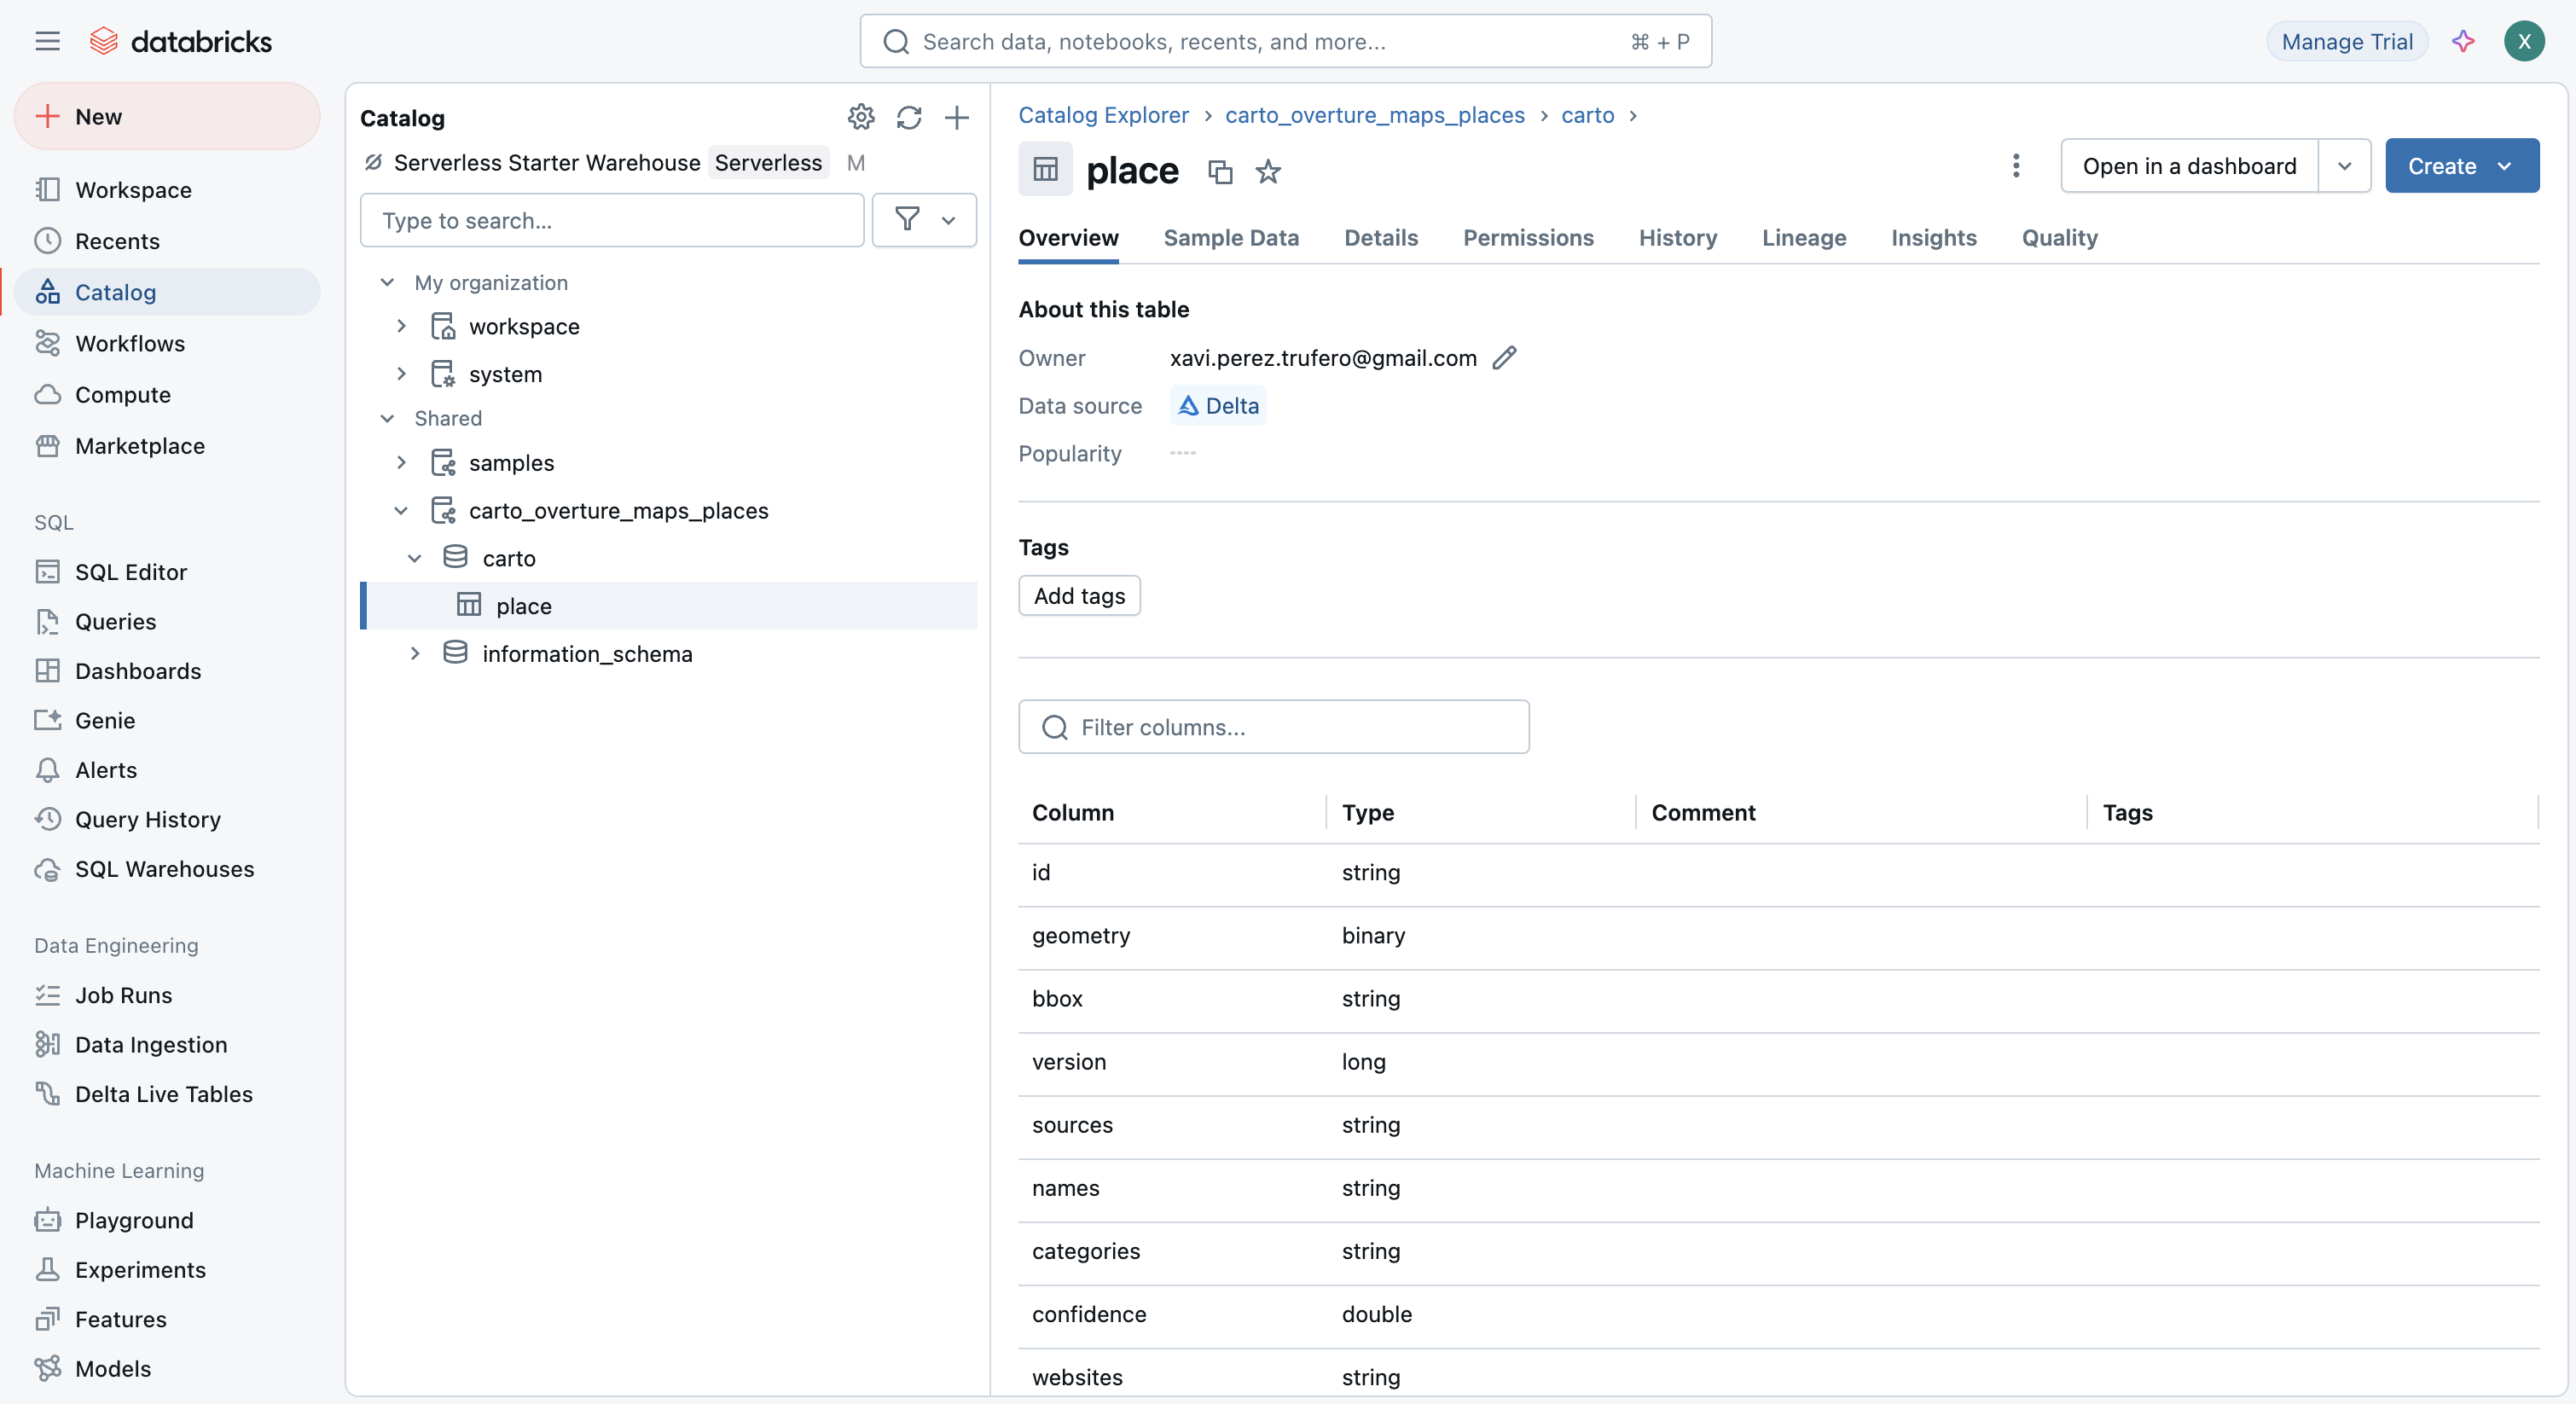 databricks
Search data, notebooks, recents, and more...
⌘ + P
Manage Trial
X
New
Workspace
Recents
Catalog
Workflows
Compute
Marketplace
SQL
SQL Editor
Queries
Dashboards
Genie
Alerts
Query History
SQL Warehouses
Data Engineering
Job Runs
Data Ingestion
Delta Live Tables
Machine Learning
Playground
Experiments
Features
Models
Catalog
Serverless Starter Warehouse Serverless M
Type to search...
My organization
workspace
system
Shared
samples
carto_overture_maps_places
carto
place
information_schema
Catalog Explorer > carto_overture_maps_places > carto >
place
Open in a dashboard
Create
Overview Sample Data Details Permissions History Lineage Insights Quality
About this table
Owner xavi.perez.trufero@gmail.com
Data source Delta
Popularity
Tags
Add tags
Filter columns...
Column Type Comment Tags
id string
geometry binary
bbox string
version long
sources string
names string
categories string
confidence double
websites string